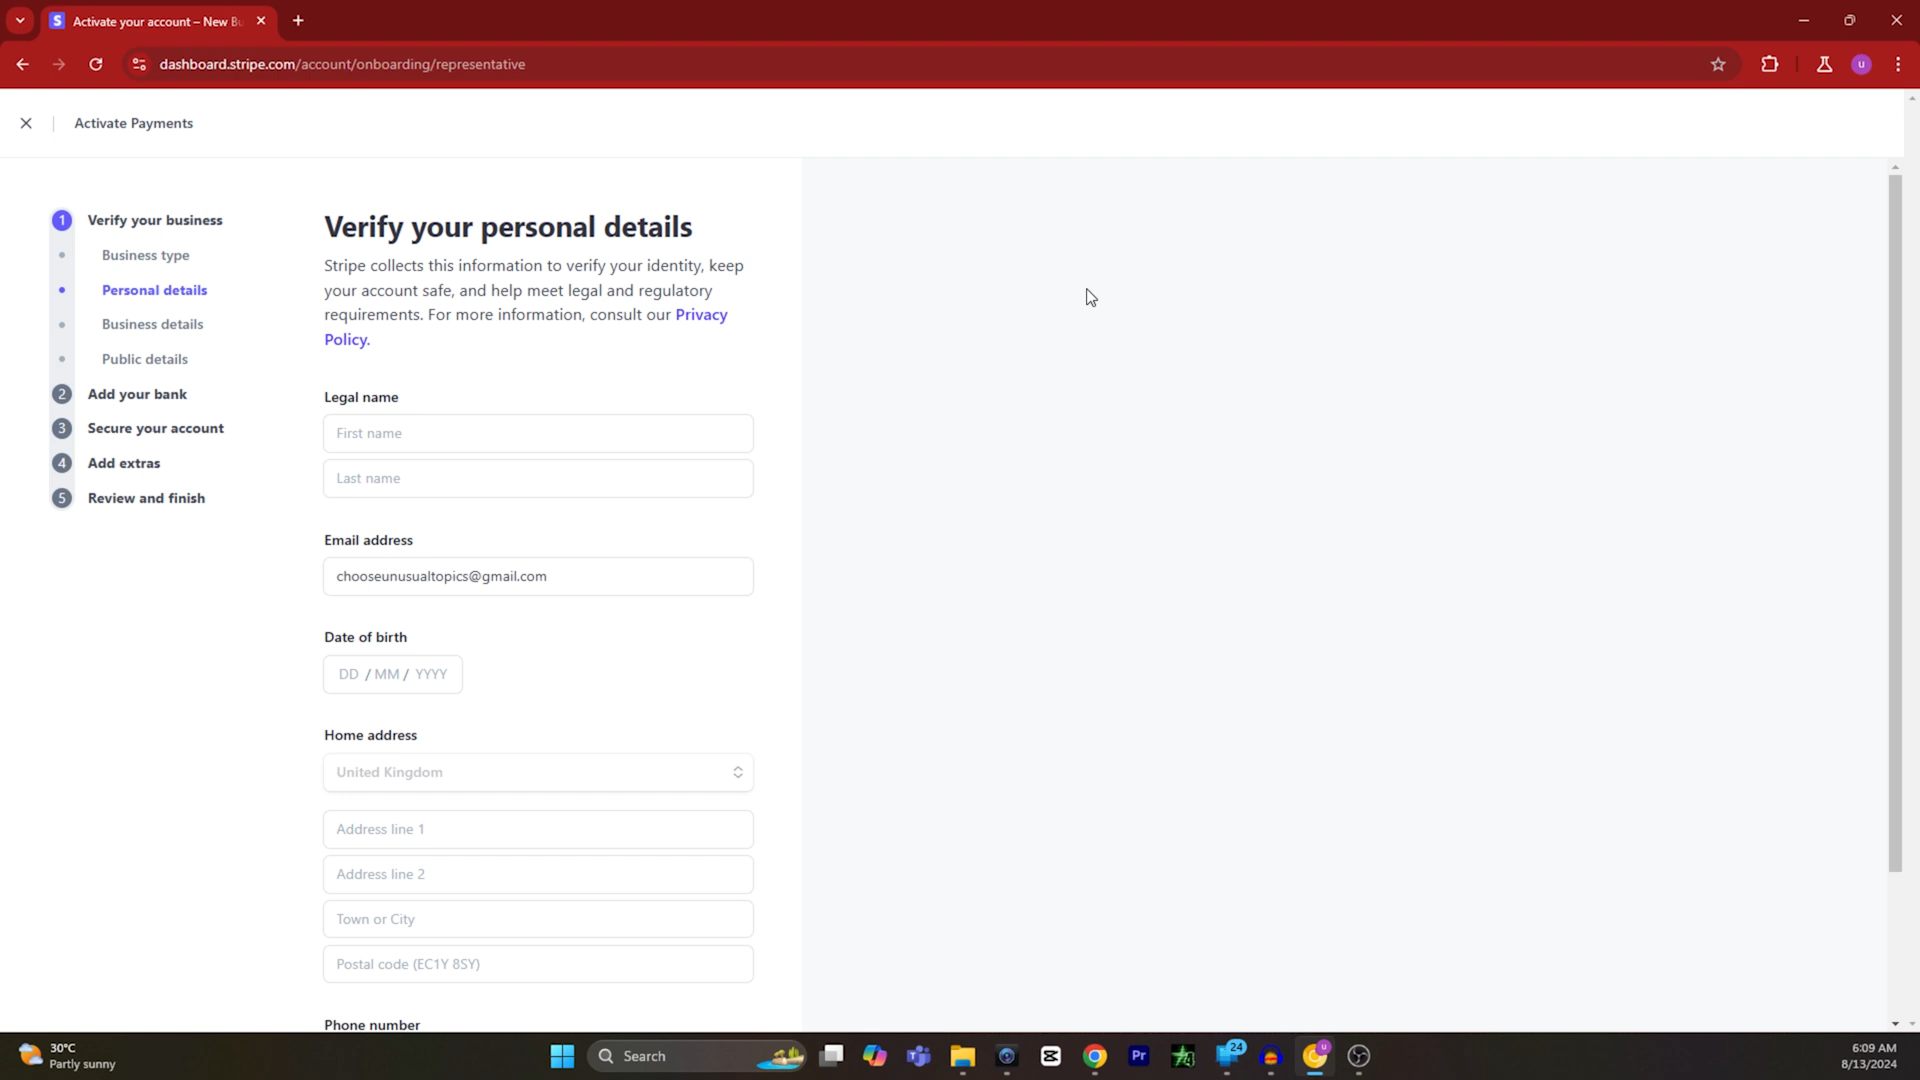 Activate your account – New Bu
dashboard.stripe.com/account/onboarding/representative
u
Activate Payments
1 Verify your business
Business type
Personal details
Business details
Public details
2 Add your bank
3 Secure your account
4 Add extras
5 Review and finish
Verify your personal details
Stripe collects this information to verify your identity, keep
your account safe, and help meet legal and regulatory
requirements. For more information, consult our Privacy
Policy.
Legal name
First name
Last name
Email address
chooseunusualtopics@gmail.com
Date of birth
DD / MM / YYYY
Home address
United Kingdom
Address line 1
Address line 2
Town or City
Postal code (EC1Y 8SY)
Phone number
30°C
Partly sunny
Search
Pr
24
u
6:09 AM
8/13/2024